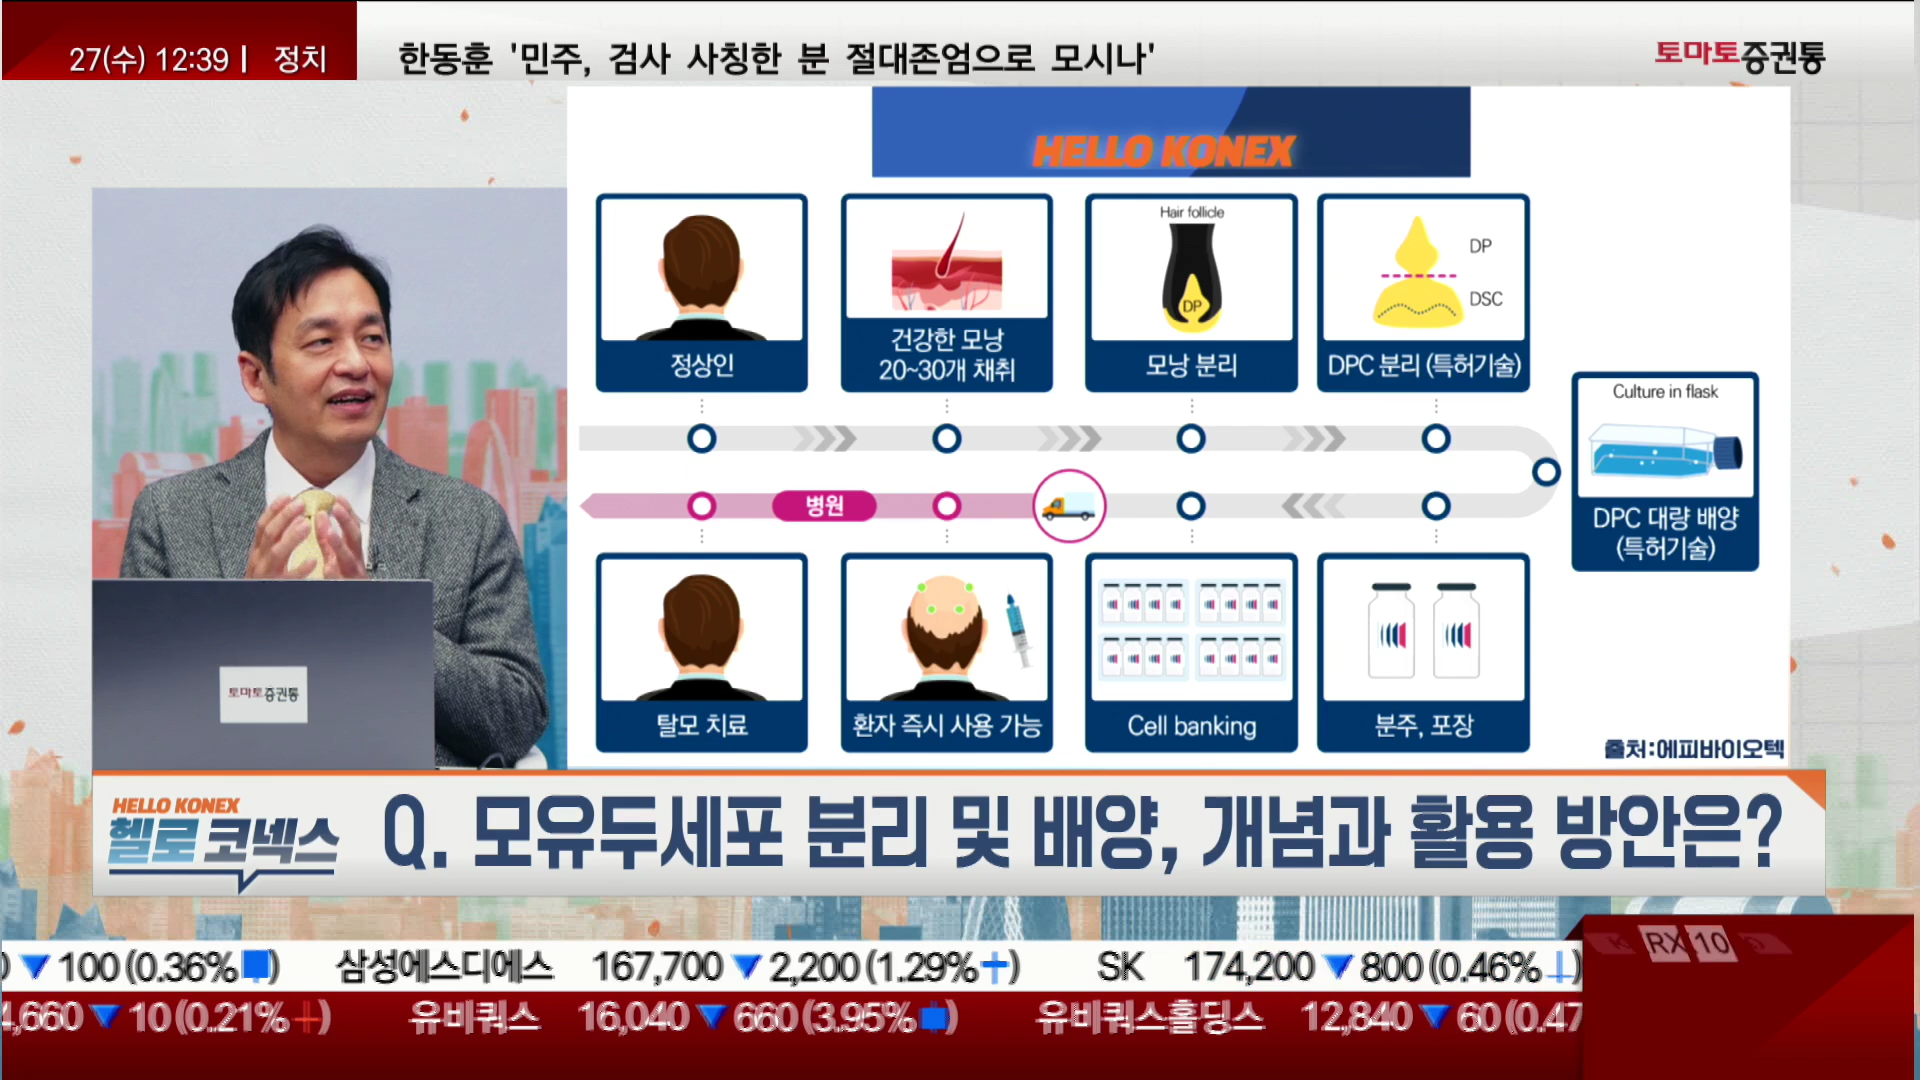 27(수) 12:39 | 정치
한동훈 '민주, 검사 사칭한 분 절대존엄으로 모시나'
토마토증권통
HELLO KONEX
정상인
건강한 모낭
20~30개 채취
Hair follicle
DP
모낭 분리
DP
DSC
DPC 분리 (특허기술)
Culture in flask
DPC 대량 배양
(특허기술)
병원
탈모 치료
환자 즉시 사용 가능
Cell banking
분주, 포장
출처:에피바이오텍
토마토증권통
HELLO KONEX
헬로 코넥스
Q. 모유두세포 분리 및 배양, 개념과 활용 방안은?
▼ 100 (0.36% ) 삼성에스디에스 167,700 ▼ 2,200 (1.29% ) SK 174,200 ▼ 800 (0.46% )
4,660 ▼ 10 (0.21% ) 유비쿼스 16,040 ▼ 660 (3.95% ) 유비쿼스홀딩스 12,840 ▼ 60 (0.47
RX 10